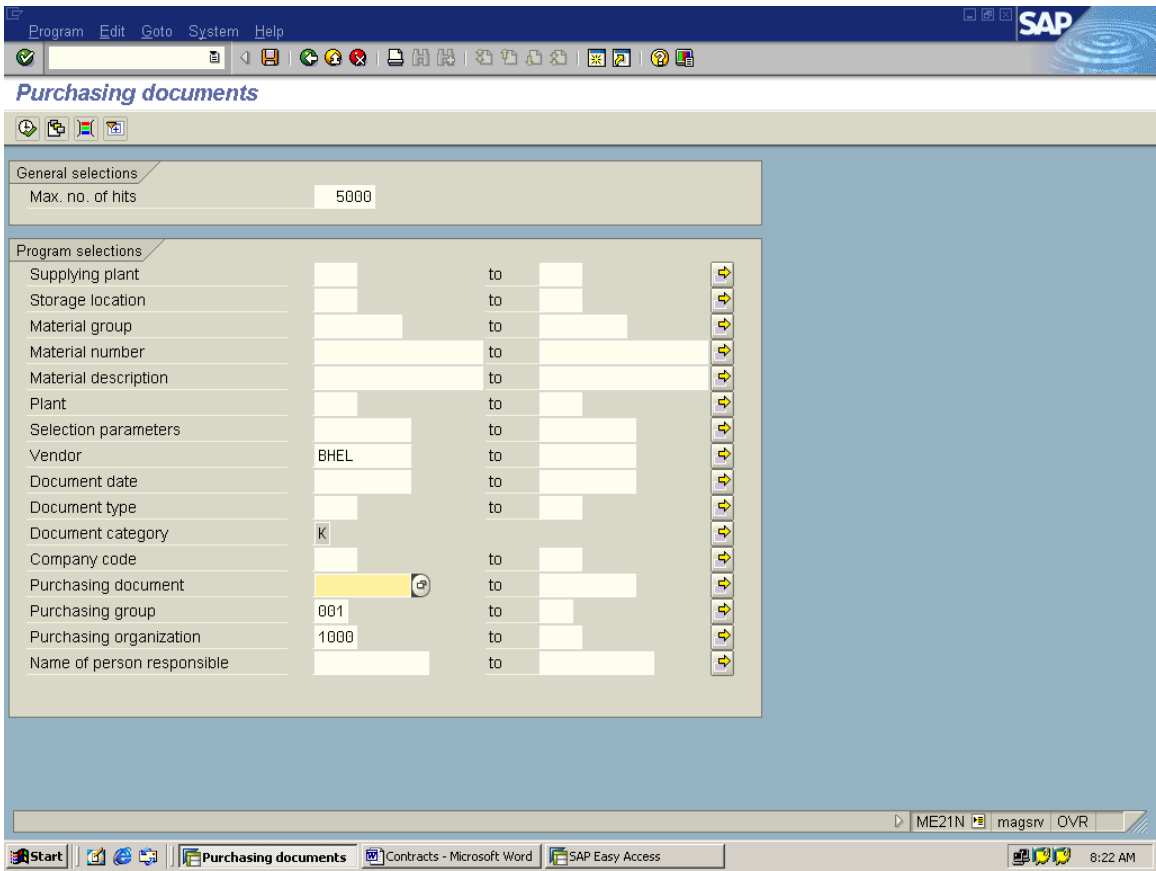 Program Edit Goto System Help
SAP
Purchasing documents
General selections
Max. no. of hits 5000
Program selections
Supplying plant to
Storage location to
Material group to
Material number to
Material description to
Plant to
Selection parameters to
Vendor BHEL to
Document date to
Document type to
Document category K
Company code to
Purchasing document to
Purchasing group 001 to
Purchasing organization 1000 to
Name of person responsible to
ME21N magsrv OVR
Start Purchasing documents Contracts - Microsoft Word SAP Easy Access 8:22 AM